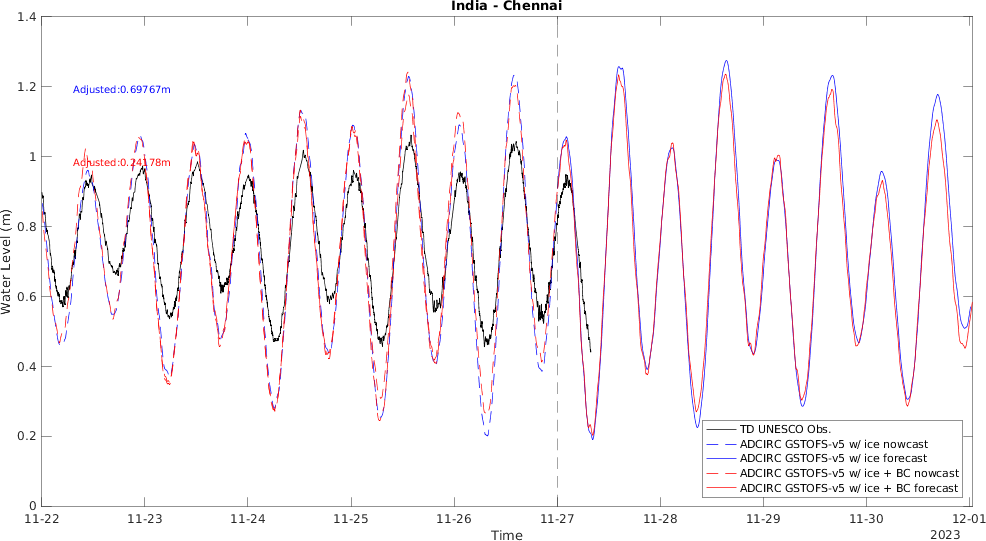 India - Chennai
1.4
1.2
1
0.8
0.6
0.4
0.2
0
Water Level (m)
Adjusted:0.69767m
Adjusted:0.24178m
TD UNESCO Obs.
ADCIRC GSTOFS-v5 w/ ice nowcast
ADCIRC GSTOFS-v5 w/ ice forecast
ADCIRC GSTOFS-v5 w/ ice + BC nowcast
ADCIRC GSTOFS-v5 w/ ice + BC forecast
11-22 11-23 11-24 11-25 11-26 11-27 11-28 11-29 11-30 12-01
Time
2023